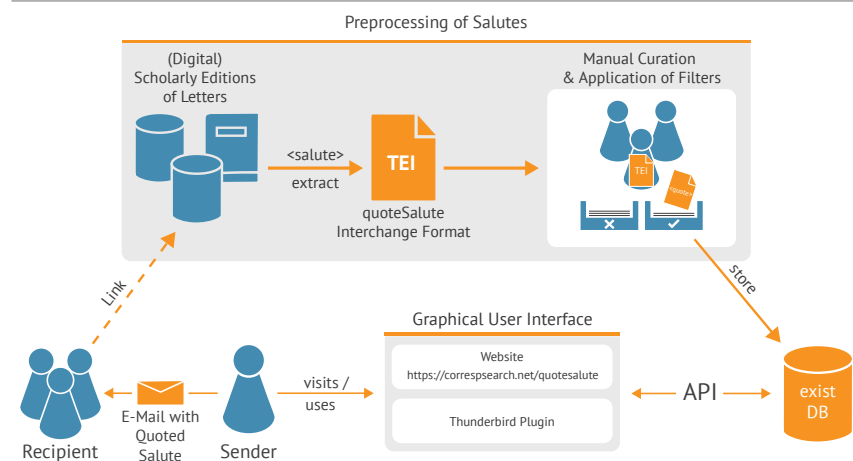 Preprocessing of Salutes
(Digital)
Scholarly Editions
of Letters
<salute>
extract
TEI
quoteSalute
Interchange Format
Manual Curation
& Application of Filters
TEI
<quote>
store
Link
Graphical User Interface
Website
https://correspsearch.net/quotesalute
Thunderbird Plugin
visits /
uses
API
exist
DB
E-Mail with
Quoted
Salute
Recipient
Sender